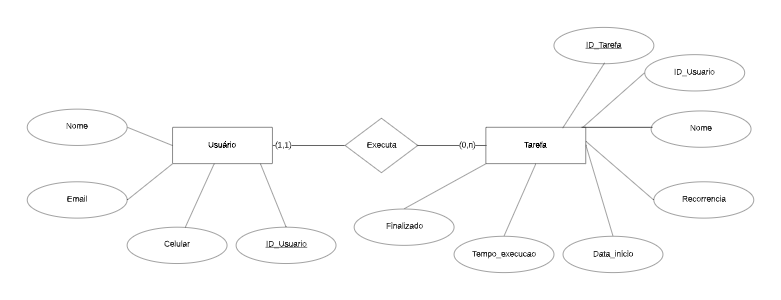 ID_Tarefa
ID_Usuario
Nome
Nome
Usuário
(1,1)
Executa
(0,n)
Tarefa
Email
Recorrencia
Finalizado
Celular
ID_Usuario
Tempo_execucao
Data_inicio